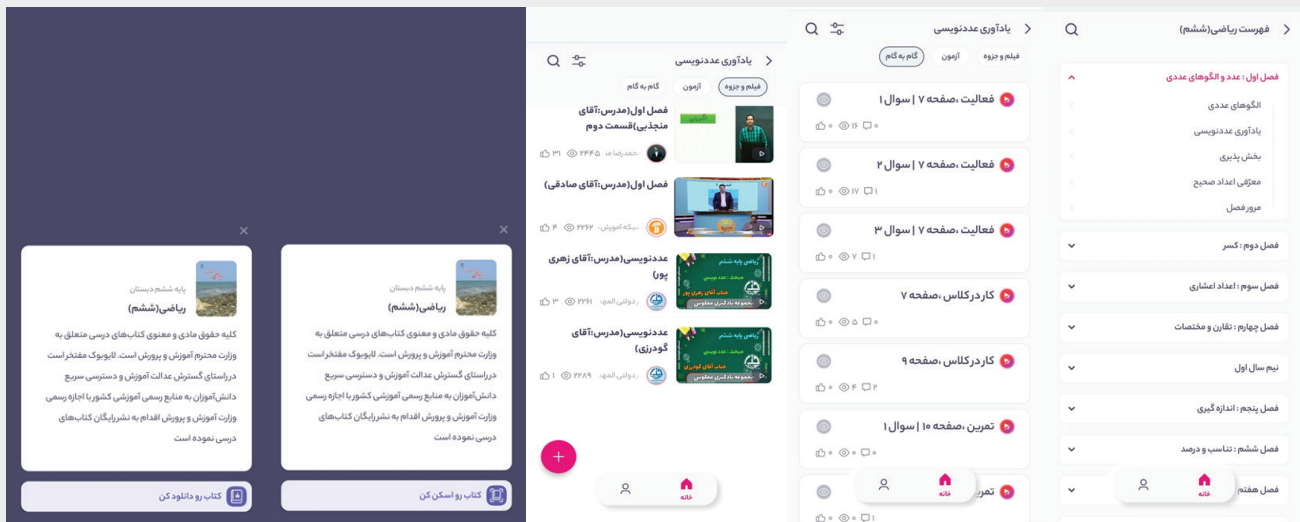 فهرست ریاضی(ششم)
فصل اول : عدد و الگوهای عددی
الگوهای عددی
یادآوری عددنویسی
بخش پذیری
معرّفی اعداد صحیح
مرور فصل
فصل دوم : کسر
فصل سوم : اعداد اعشاری
فصل چهارم : تقارن و مختصات
نیم سال اول
فصل پنجم : اندازه گیری
فصل ششم : تناسب و درصد
فصل هفتم
خانه
یادآوری عددنویسی
فیلم و جزوه
آزمون
گام به گام
فعالیت ،صفحه ۷ | سوال ۱
۰ ۱۶ ۰
فعالیت ،صفحه ۷ | سوال ۲
۱ ۱۷ ۰
فعالیت ،صفحه ۷ | سوال ۳
۱ ۷ ۰
کار در کلاس ،صفحه ۷
۰ ۵ ۰
کار در کلاس ،صفحه ۹
۲ ۴ ۰
تمرین ،صفحه ۱۰ | سوال ۱
۰ ۰ ۰
خانه
۱ ۰ ۰
یادآوری عددنویسی
فیلم و جزوه
آزمون
گام به گام
فصل اول(مدرس:آقای
منجذبی)قسمت دوم
۲۴۴۵ ۳۱
فصل اول(مدرس:آقای صادقی)
۲۲۶۲ ۴
عددنویسی(مدرس:آقای زهری
پور)
۲۲۶۱ ۳
عددنویسی(مدرس:آقای
گودرزی)
۲۲۸۹ ۱
خانه
پایه ششم دبستان
ریاضی(ششم)
کلیه حقوق مادی و معنوی کتاب‌های درسی متعلق به
وزارت محترم آموزش و پرورش است. لایوبوک مفتخر است
در راستای گسترش عدالت آموزش و دسترسی سریع
دانش‌آموزان به منابع رسمی آموزشی کشور با اجازه رسمی
وزارت آموزش و پرورش اقدام به نشر رایگان کتاب‌های
درسی نموده است
کتاب رو اسکن کن
پایه ششم دبستان
ریاضی(ششم)
کلیه حقوق مادی و معنوی کتاب‌های درسی متعلق به
وزارت محترم آموزش و پرورش است. لایوبوک مفتخر است
در راستای گسترش عدالت آموزش و دسترسی سریع
دانش‌آموزان به منابع رسمی آموزشی کشور با اجازه رسمی
وزارت آموزش و پرورش اقدام به نشر رایگان کتاب‌های
درسی نموده است
کتاب رو دانلود کن